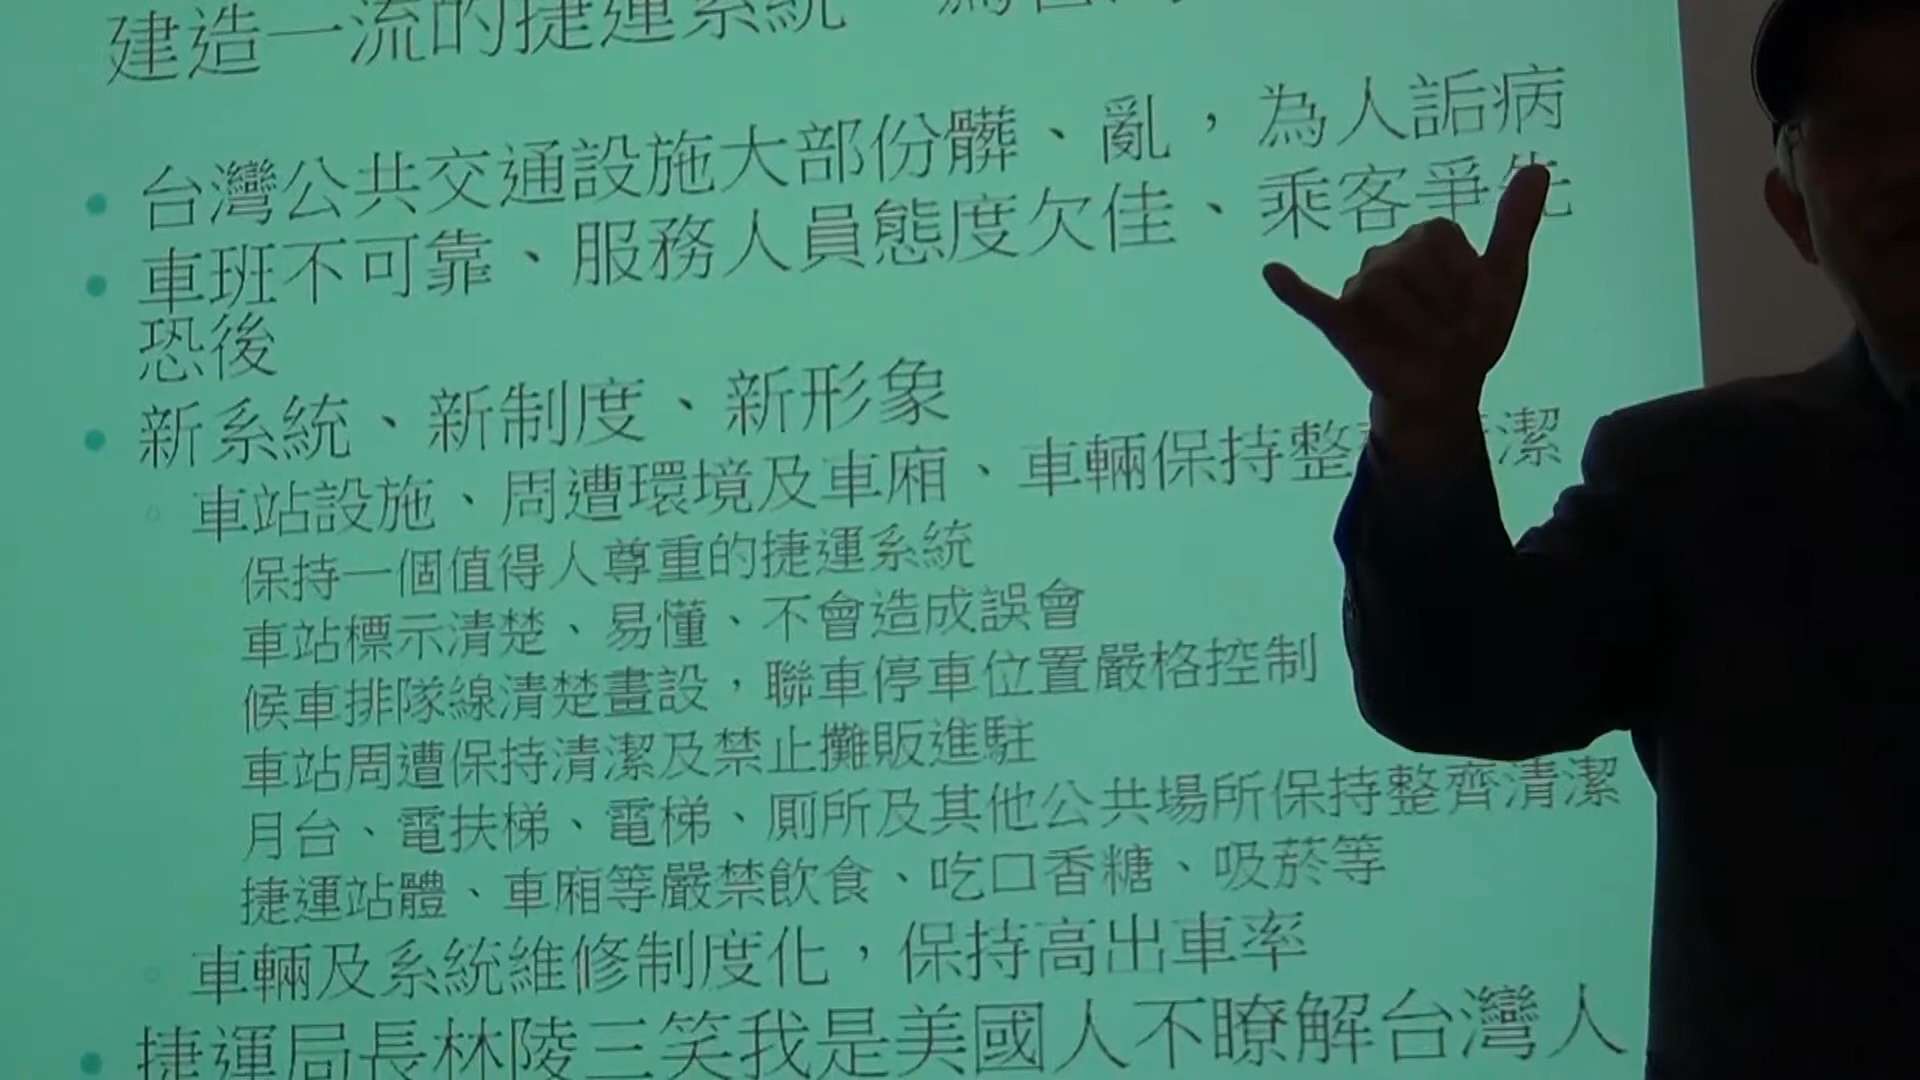 建造一流的捷運系統
台灣公共交通設施大部份髒、亂，為人詬病
車班不可靠、服務人員態度欠佳、乘客爭先
恐後
新系統、新制度、新形象
車站設施、周遭環境及車廂、車輛保持整 潔
保持一個值得人尊重的捷運系統
車站標示清楚、易懂、不會造成誤會
候車排隊線清楚畫設，聯車停車位置嚴格控制
車站周遭保持清潔及禁止攤販進駐
月台、電扶梯、電梯、厠所及其他公共場所保持整齊清潔
捷運站體、車廂等嚴禁飲食、吃口香糖、吸菸等
車輛及系統維修制度化，保持高出車率
捷運局長林陵三笑我是美國人不瞭解台灣人